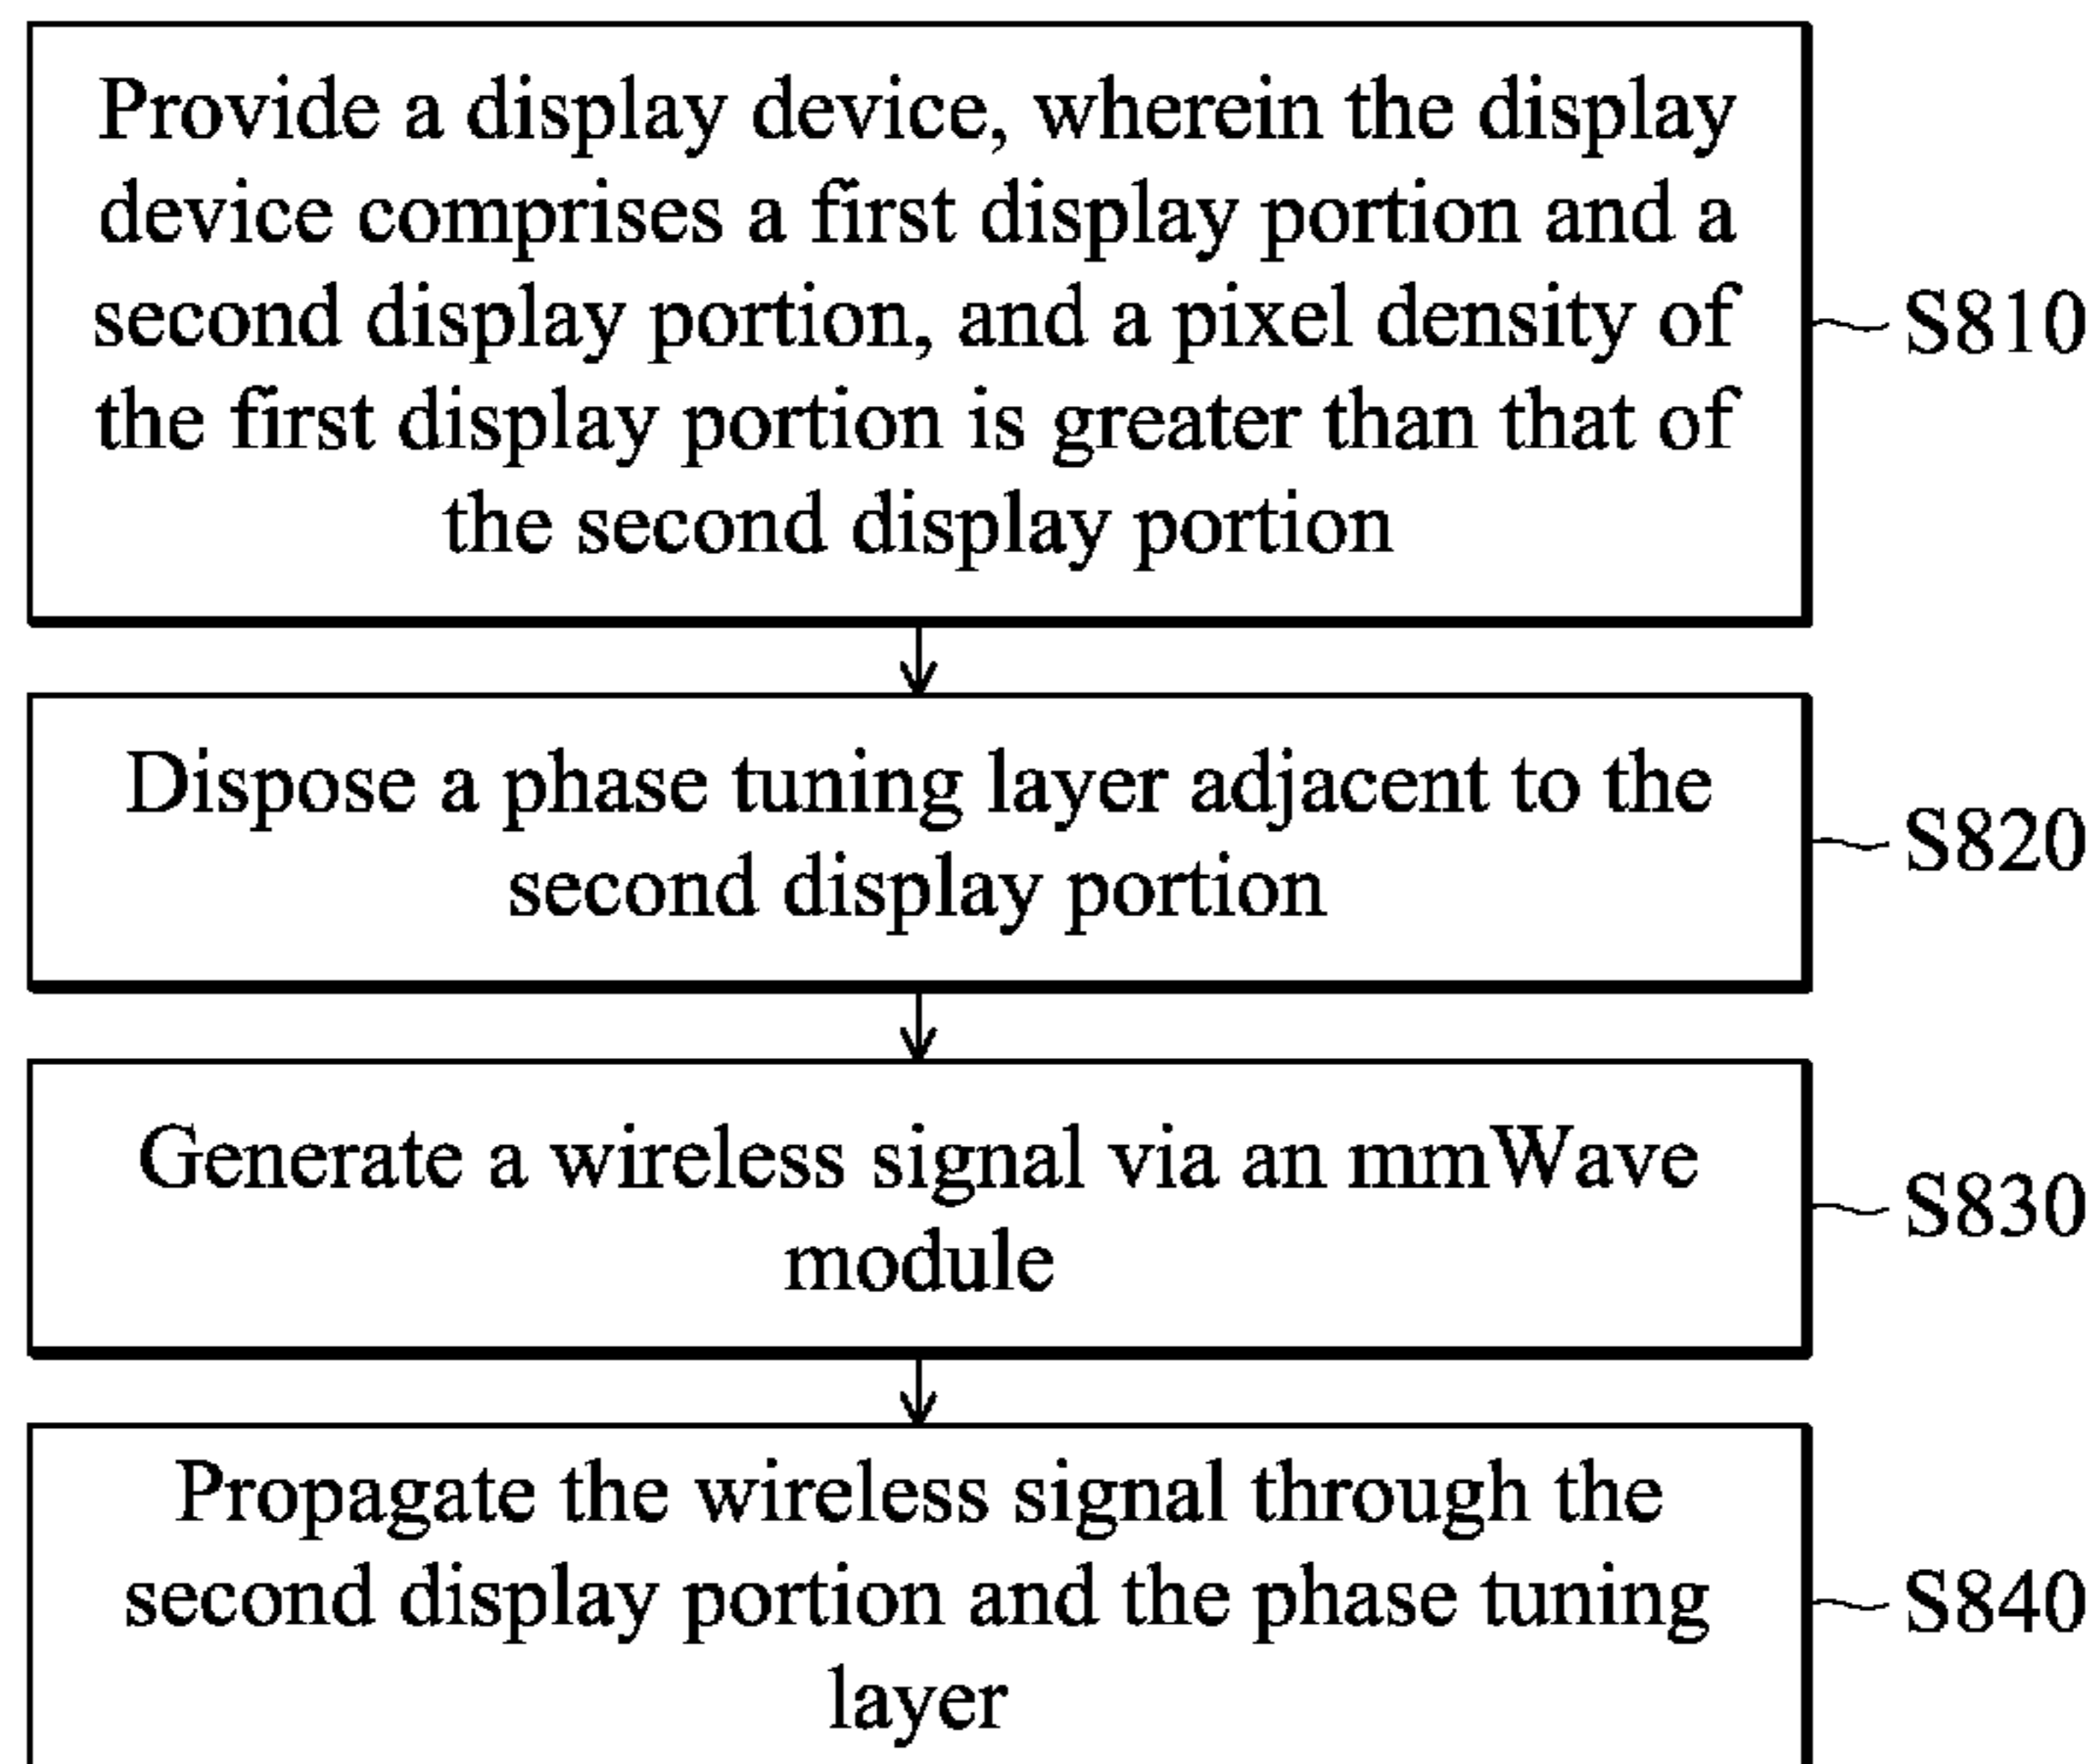 Provide a display device, wherein the display
device comprises a first display portion and a
second display portion, and a pixel density of
the first display portion is greater than that of
the second display portion
S810
Dispose a phase tuning layer adjacent to the
second display portion
S820
Generate a wireless signal via an mmWave
module
S830
Propagate the wireless signal through the
second display portion and the phase tuning
layer
S840